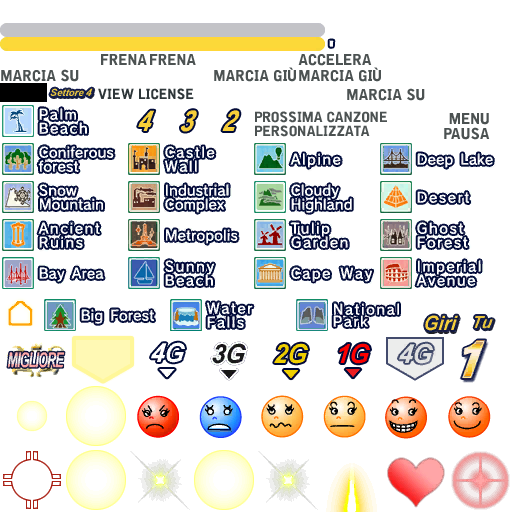 0
FRENA FRENA
ACCELERA
MARCIA SU
MARCIA GIÙ MARCIA GIÙ
Settore 4
VIEW LICENSE
MARCIA SU
Palm
Beach
4 3 2
PROSSIMA CANZONE
PERSONALIZZATA
MENU
PAUSA
Coniferous
forest
Castle
Wall
Alpine
Deep Lake
Snow
Mountain
Industrial
Complex
Cloudy
Highland
Desert
Ancient
Ruins
Metropolis
Tulip
Garden
Ghost
Forest
Bay Area
Sunny
Beach
Cape Way
Imperial
Avenue
Big Forest
Water
Falls
National
Park
Giri Tu
MIGLIORE
4G 3G 2G 1G 4G 1